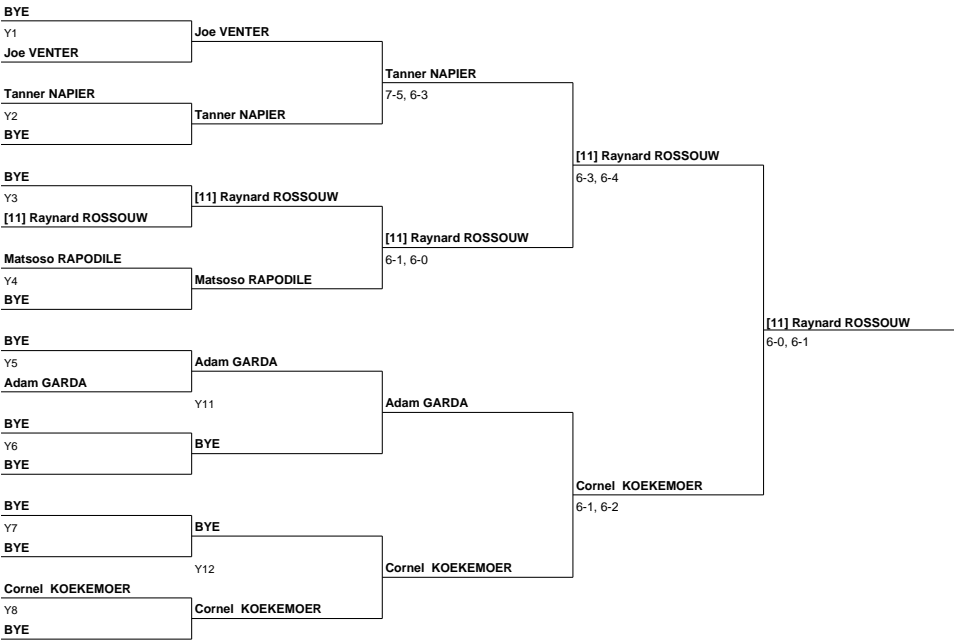 BYE
Y1
Joe VENTER
Joe VENTER
Tanner NAPIER
7-5, 6-3
Tanner NAPIER
Y2
Tanner NAPIER
BYE
[11] Raynard ROSSOUW
6-3, 6-4
BYE
Y3
[11] Raynard ROSSOUW
[11] Raynard ROSSOUW
[11] Raynard ROSSOUW
6-1, 6-0
Matsoso RAPODILE
Y4
Matsoso RAPODILE
BYE
[11] Raynard ROSSOUW
6-0, 6-1
BYE
Y5
Adam GARDA
Adam GARDA
Y11
Adam GARDA
BYE
Y6
BYE
BYE
Cornel KOEKEMOER
6-1, 6-2
BYE
Y7
BYE
BYE
Y12
Cornel KOEKEMOER
Cornel KOEKEMOER
Y8
Cornel KOEKEMOER
BYE